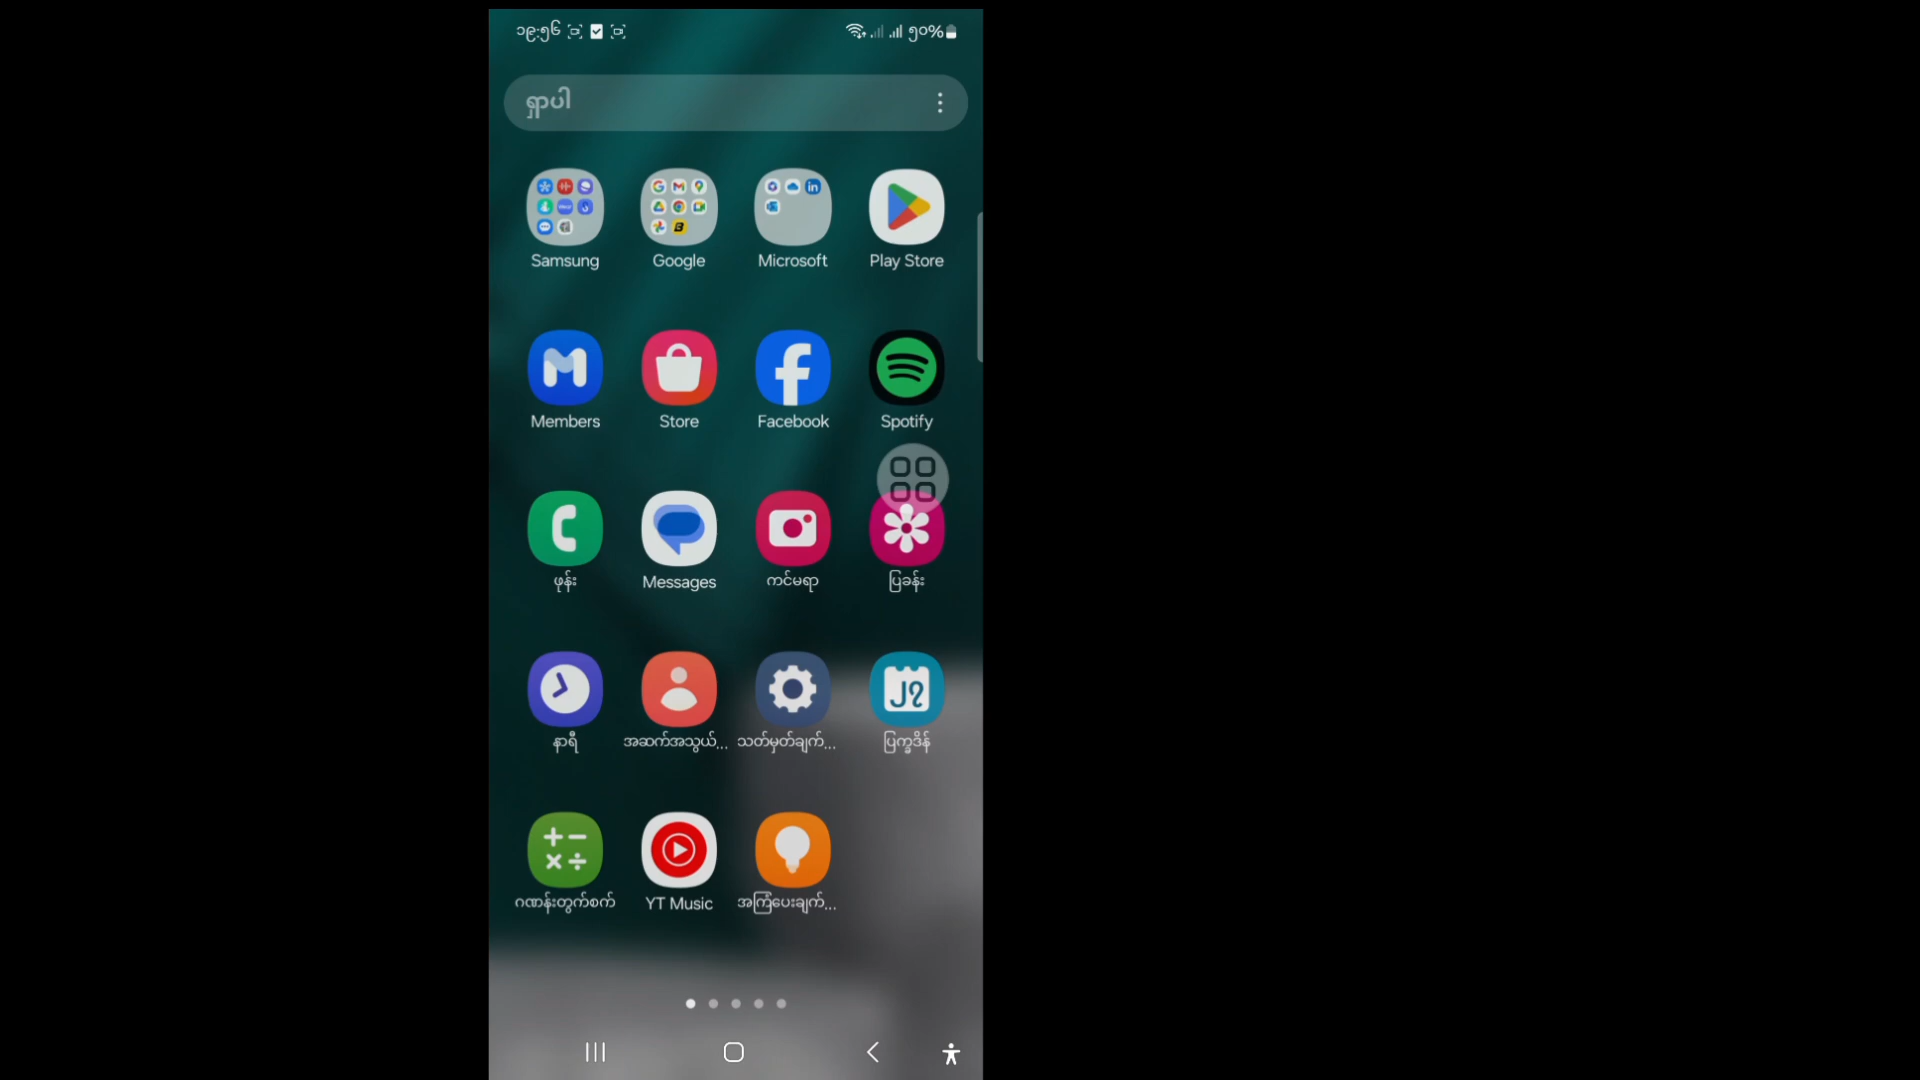 ၁၉:၅၆ ၅၀%
ရှာပါ
Samsung Google Microsoft Play Store
Members Store Facebook Spotify
ဖုန်း Messages ကင်မရာ ပြခန်း
၂၇
နာရီ အဆက်အသွယ်... သတ်မှတ်ချက်... ပြက္ခဒိန်
ဂဏန်းတွက်စက် YT Music အကြံပေးချက်...